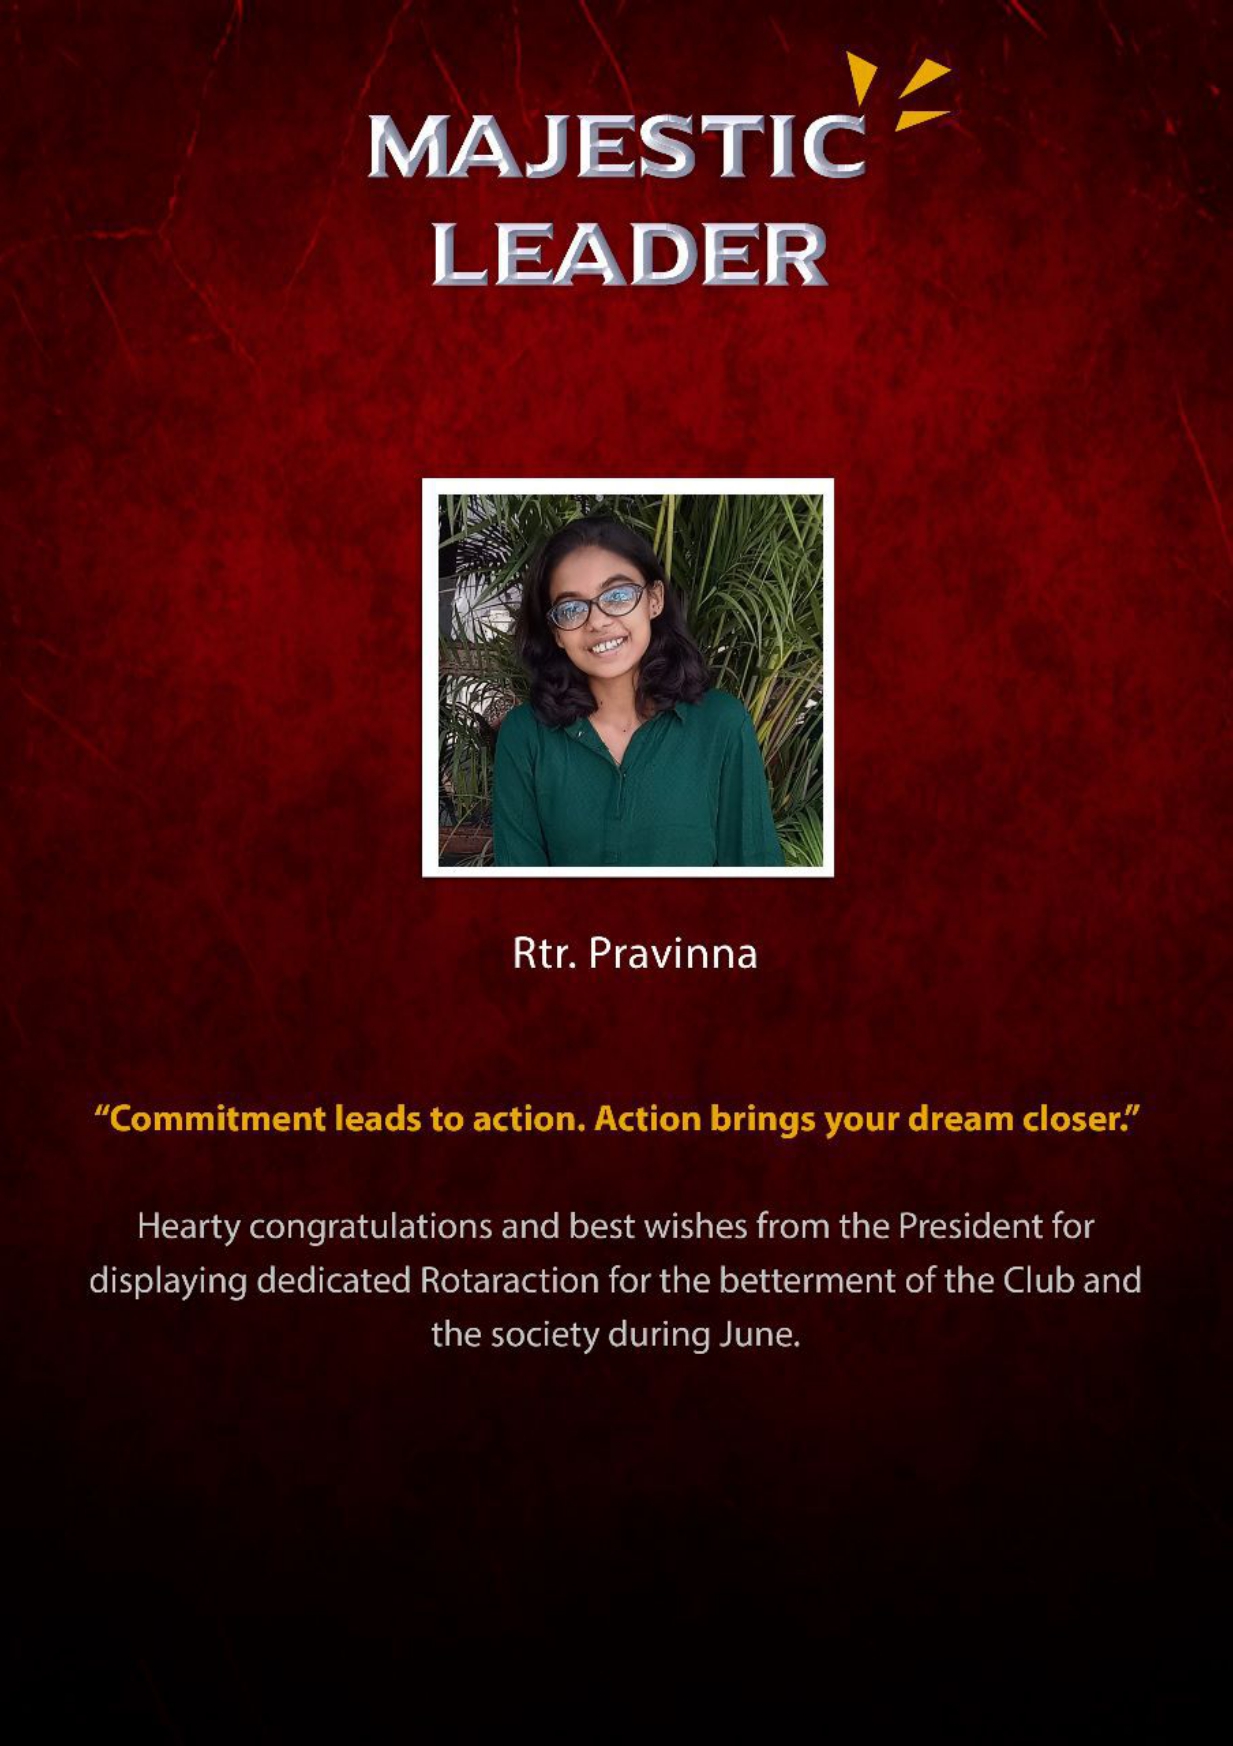 MAJESTIC
LEADER
Rtr. Pravinna
“Commitment leads to action. Action brings your dream closer.”
Hearty congratulations and best wishes from the President for
displaying dedicated Rotaraction for the betterment of the Club and
the society during June.